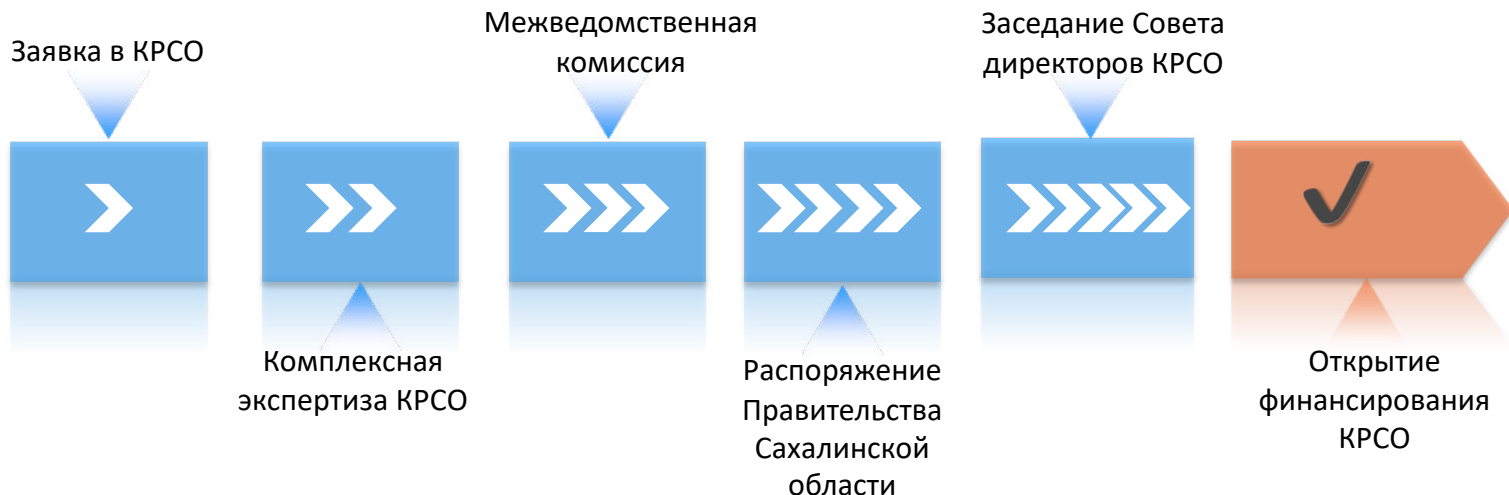 Заявка в КРСО
Межведомственная
комиссия
Заседание Совета
директоров КРСО
Комплексная
экспертиза КРСО
Распоряжение
Правительства
Сахалинской
области
Открытие
финансирования
КРСО